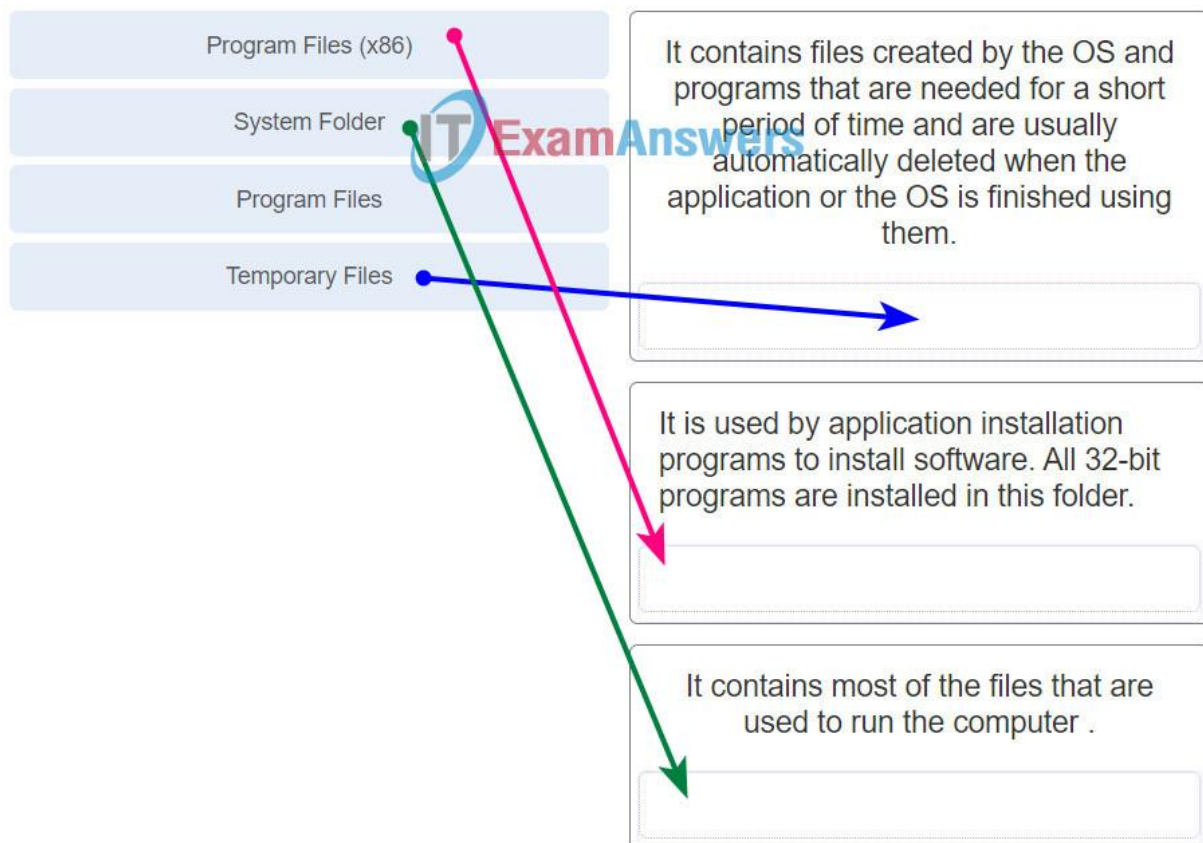 Program Files (x86)
System Folder
Program Files
Temporary Files
IT ExamAnswers
It contains files created by the OS and
programs that are needed for a short
period of time and are usually
automatically deleted when the
application or the OS is finished using
them.
It is used by application installation
programs to install software. All 32-bit
programs are installed in this folder.
It contains most of the files that are
used to run the computer .